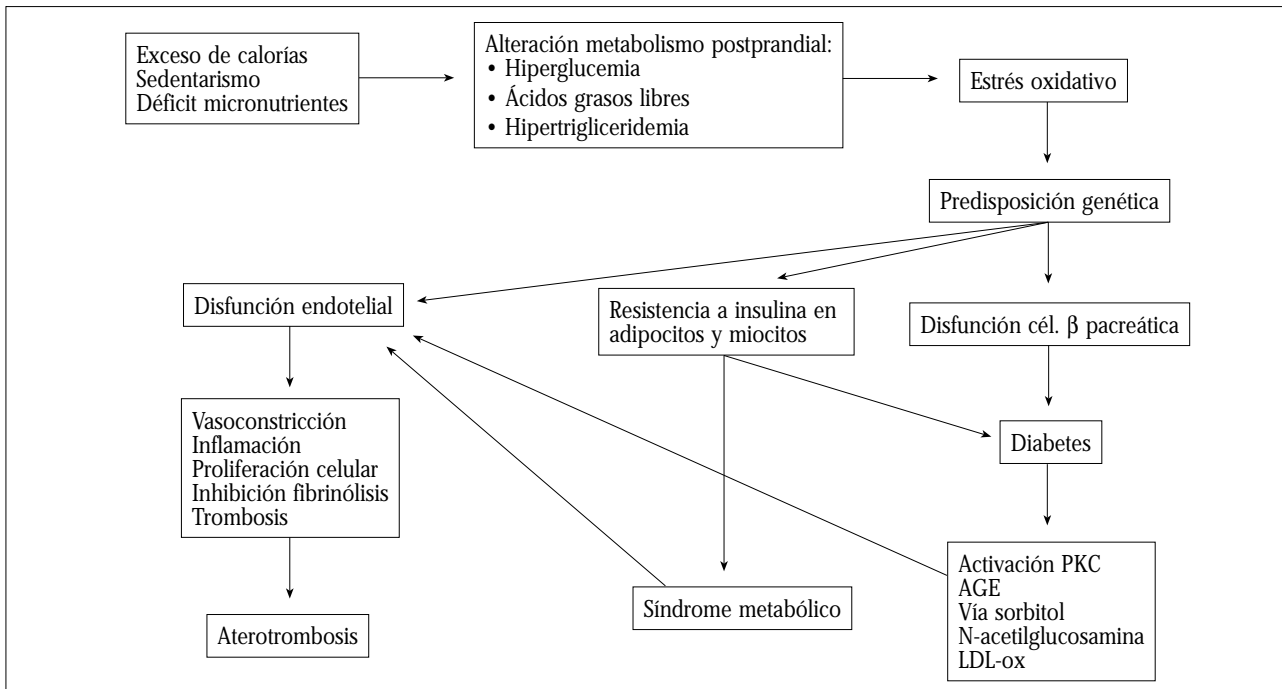 Exceso de calorías
Sedentarismo
Déficit micronutrientes
Alteración metabolismo postprandial:
• Hiperglucemia
• Ácidos grasos libres
• Hipertrigliceridemia
Estrés oxidativo
Predisposición genética
Disfunción endotelial
Resistencia a insulina en
adipocitos y miocitos
Disfunción cél. β pacreática
Vasoconstricción
Inflamación
Proliferación celular
Inhibición fibrinólisis
Trombosis
Diabetes
Aterotrombosis
Síndrome metabólico
Activación PKC
AGE
Vía sorbitol
N-acetilglucosamina
LDL-ox